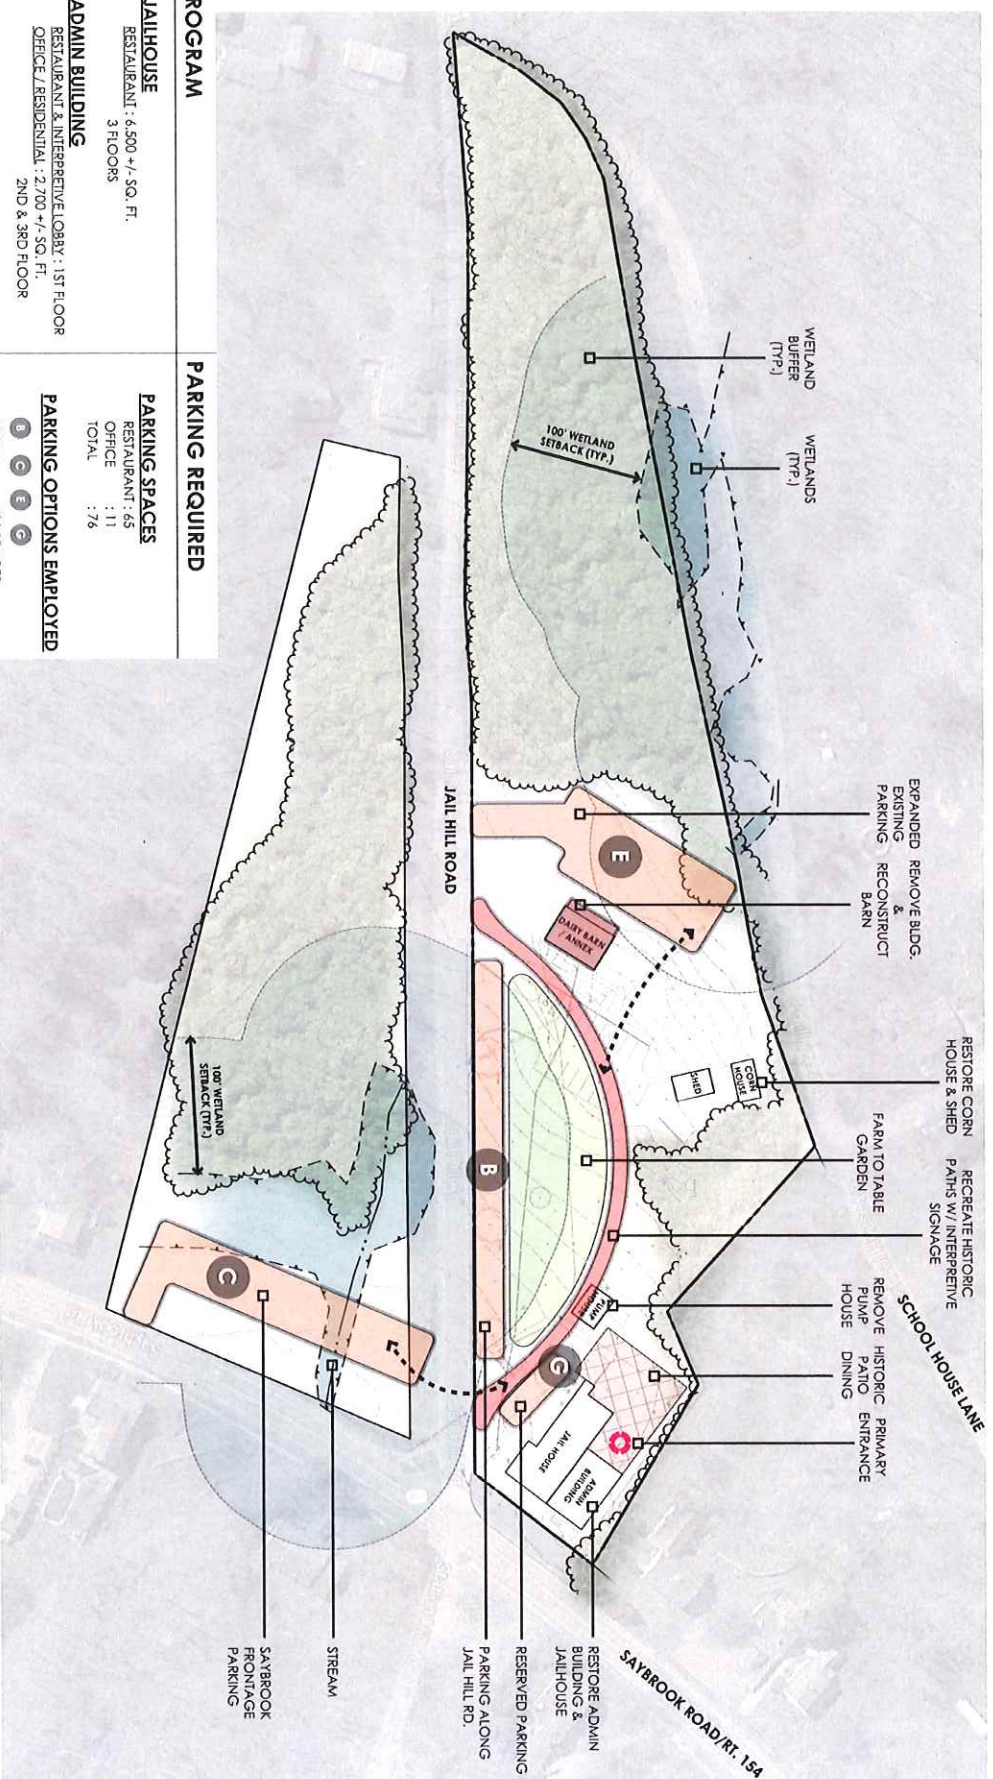 ROGRAM
JAILHOUSE
RESTAURANT : 6,500 +/- SQ. FT.
3 FLOORS
ADMIN BUILDING
RESTAURANT & INTERPRETIVE LOBBY : 1ST FLOOR
OFFICE / RESIDENTIAL : 2,700 +/- SQ. FT.
2ND & 3RD FLOOR
PARKING REQUIRED
PARKING SPACES
RESTAURANT : 65
OFFICE : 11
TOTAL : 76
PARKING OPTIONS EMPLOYED
B C E G
WETLAND
BUFFER
(TYP.)
WETLANDS
(TYP.)
100' WETLAND
SETBACK (TYP.)
EXPANDED
EXISTING
PARKING
REMOVE BLDG.
&
RECONSTRUCT
BARN
RESTORE CORN
HOUSE & SHED
FARM TO TABLE
GARDEN
RECREATE HISTORIC
PATHS W/ INTERPRETIVE
SIGNAGE
REMOVE
PUMP
HOUSE
HISTORIC
PATIO
DINING
PRIMARY
ENTRANCE
SCHOOL HOUSE LANE
E
DAIRY BARN
/ ANNEX
CORN
HOUSE
SHED
PUMP
HOUSE
G
JAIL HOUSE
ADMIN
BUILDING
B
JAIL HILL ROAD
100' WETLAND
SETBACK (TYP.)
C
SAYBROOK ROAD/RT. 154
RESTORE ADMIN
BUILDING &
JAILHOUSE
RESERVED PARKING
PARKING ALONG
JAIL HILL RD.
STREAM
SAYBROOK
FRONTAGE
PARKING